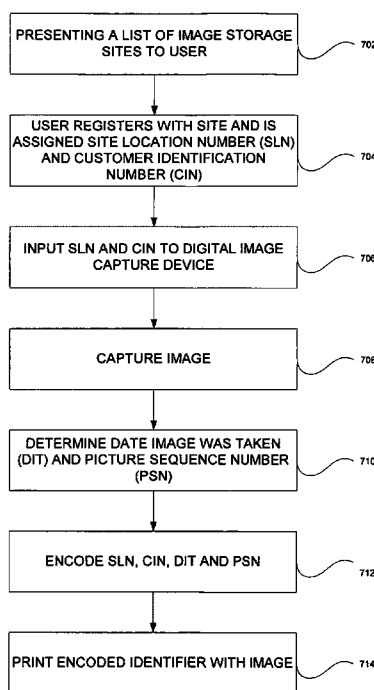 PRESENTING A LIST OF IMAGE STORAGE
SITES TO USER
702
USER REGISTERS WITH SITE AND IS
ASSIGNED SITE LOCATION NUMBER (SLN)
AND CUSTOMER IDENTIFICATION
NUMBER (CIN)
704
INPUT SLN AND CIN TO DIGITAL IMAGE
CAPTURE DEVICE
706
CAPTURE IMAGE
708
DETERMINE DATE IMAGE WAS TAKEN
(DIT) AND PICTURE SEQUENCE NUMBER
(PSN)
710
ENCODE SLN, CIN, DIT AND PSN
712
PRINT ENCODED IDENTIFIER WITH IMAGE
714